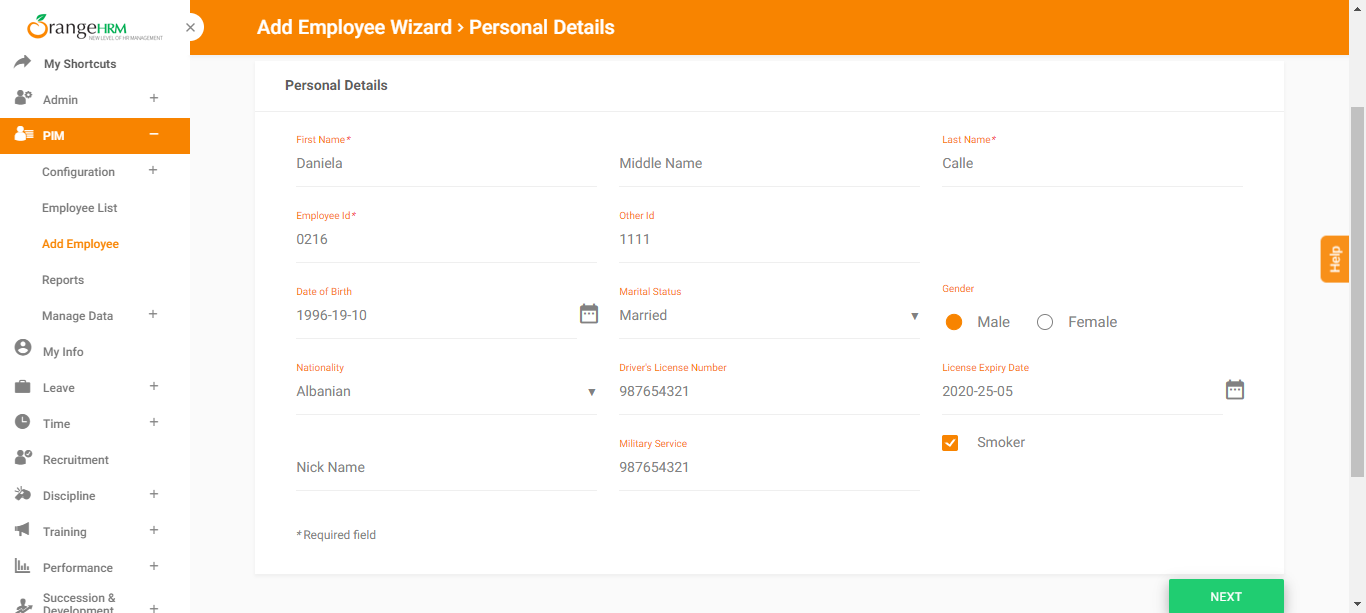 OrangeHRM
NEW LEVEL OF HR MANAGEMENT
My Shortcuts
Admin
PIM
Configuration
Employee List
Add Employee
Reports
Manage Data
My Info
Leave
Time
Recruitment
Discipline
Training
Performance
Succession &
Development
Add Employee Wizard > Personal Details
Personal Details
First Name*
Last Name*
Daniela
Middle Name
Calle
Employee Id*
Other Id
0216
1111
Date of Birth
Marital Status
Gender
1996-19-10
Married
Male
Female
Nationality
Driver's License Number
License Expiry Date
Albanian
987654321
2020-25-05
Military Service
Smoker
Nick Name
987654321
*Required field
NEXT
Help